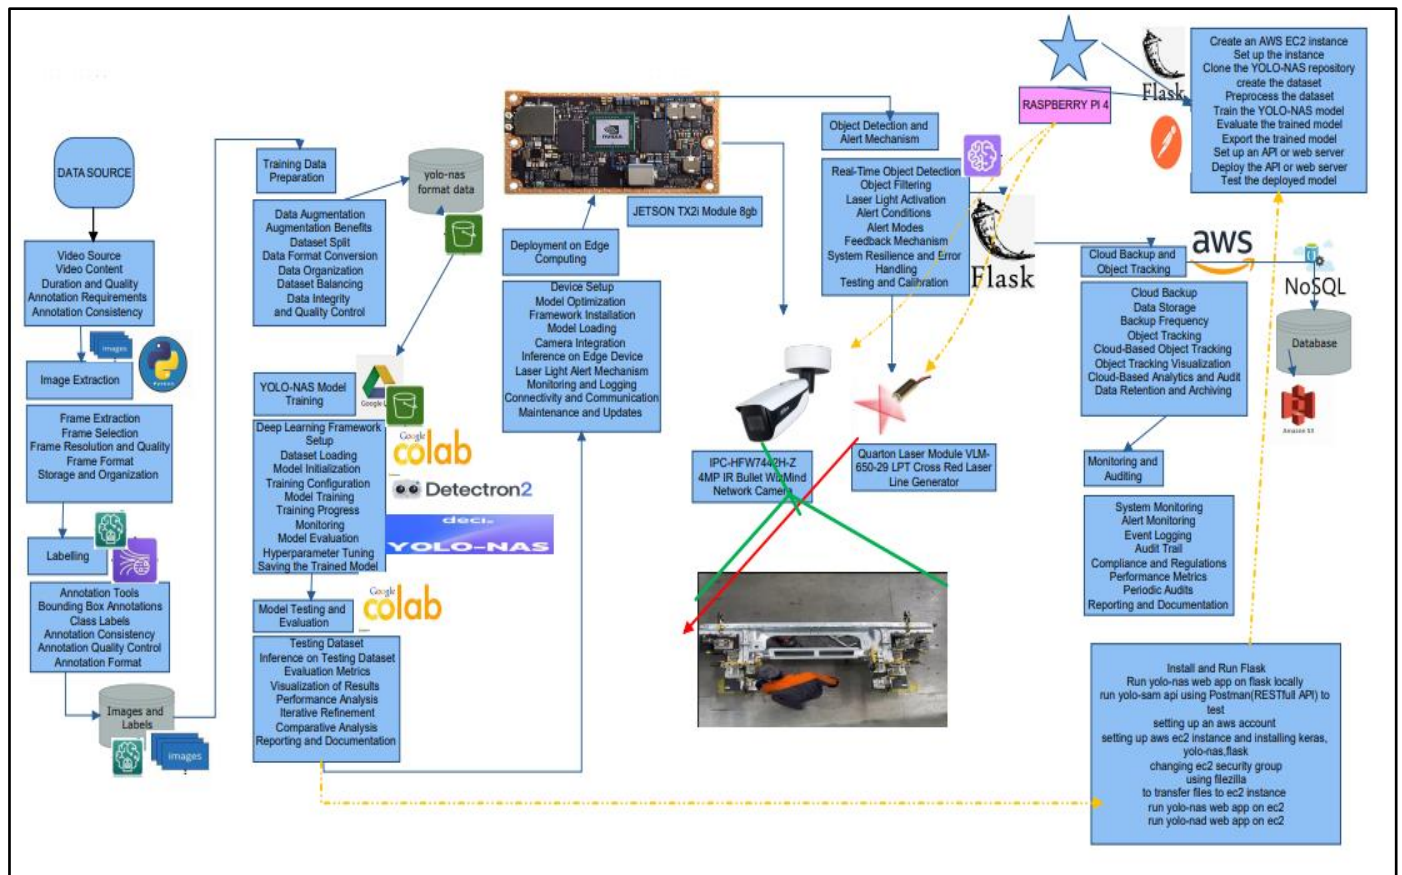 DATA SOURCE
Video Source
Video Content
Duration and Quality
Annotation Requirements
Annotation Consistency
images
python
Image Extraction
Frame Extraction
Frame Selection
Frame Resolution and Quality
Frame Format
Storage and Organization
Labelling
Annotation Tools
Bounding Box Annotations
Class Labels
Annotation Consistency
Annotation Quality Control
Annotation Format
Images and
Labels
images
Training Data
Preparation
yolo-nas
format data
Data Augmentation
Augmentation Benefits
Dataset Split
Data Format Conversion
Data Organization
Dataset Balancing
Data Integrity
and Quality Control
YOLO-NAS Model
Training
Google
Deep Learning Framework
Setup
Dataset Loading
Model Initialization
Training Configuration
Model Training
Training Progress
Monitoring
Model Evaluation
Hyperparameter Tuning
Saving the Trained Model
Google
colab
Detectron2
deci.
YOLO-NAS
Model Testing and
Evaluation
Google
colab
Testing Dataset
Inference on Testing Dataset
Evaluation Metrics
Visualization of Results
Performance Analysis
Iterative Refinement
Comparative Analysis
Reporting and Documentation
JETSON TX2i Module 8gb
Deployment on Edge
Computing
Device Setup
Model Optimization
Framework Installation
Model Loading
Camera Integration
Inference on Edge Device
Laser Light Alert Mechanism
Monitoring and Logging
Connectivity and Communication
Maintenance and Updates
Object Detection and
Alert Mechanism
Real-Time Object Detection
Object Filtering
Laser Light Activation
Alert Conditions
Alert Modes
Feedback Mechanism
System Resilience and Error
Handling
Testing and Calibration
Flask
IPC-HFW7442H-Z
4MP IR Bullet WizMind
Network Camera
Quarton Laser Module VLM-
650-29 LPT Cross Red Laser
Line Generator
RASPBERRY PI 4
Flask
Create an AWS EC2 instance
Set up the instance
Clone the YOLO-NAS repository
create the dataset
Preprocess the dataset
Train the YOLO-NAS model
Evaluate the trained model
Export the trained model
Set up an API or web server
Deploy the API or web server
Test the deployed model
Cloud Backup and
Object Tracking
aws
NoSQL
Database
Amazon S3
Cloud Backup
Data Storage
Backup Frequency
Object Tracking
Cloud-Based Object Tracking
Object Tracking Visualization
Cloud-Based Analytics and Audit
Data Retention and Archiving
Monitoring and
Auditing
System Monitoring
Alert Monitoring
Event Logging
Audit Trail
Compliance and Regulations
Performance Metrics
Periodic Audits
Reporting and Documentation
Install and Run Flask
Run yolo-nas web app on flask locally
run yolo-sam api using Postman(RESTfull API) to
test
setting up an aws account
setting up aws ec2 instance and installing keras,
yolo-nas,flask
changing ec2 security group
using filezilla
to transfer files to ec2 instance
run yolo-nas web app on ec2
run yolo-nad web app on ec2